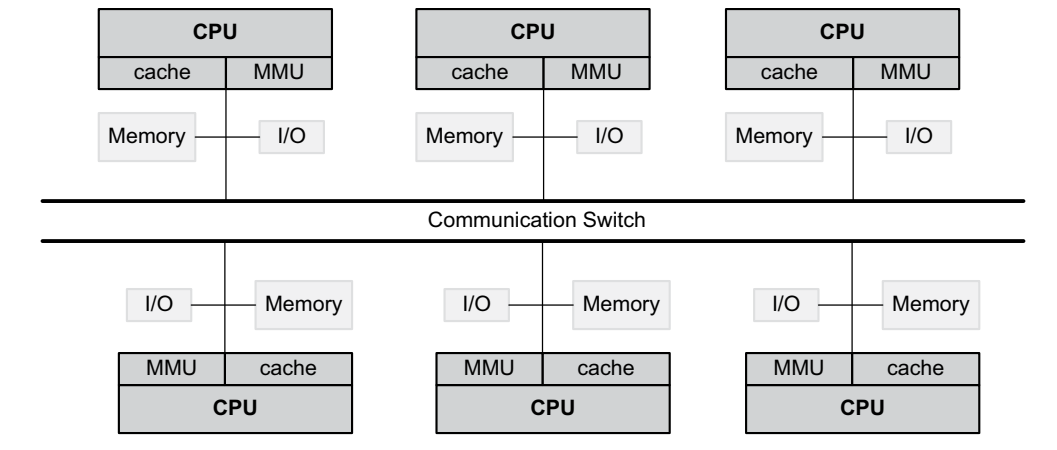 CPU CPU CPU
cache MMU cache MMU cache MMU
Memory I/O Memory I/O Memory I/O
Communication Switch
I/O Memory I/O Memory I/O Memory
MMU cache MMU cache MMU cache
CPU CPU CPU